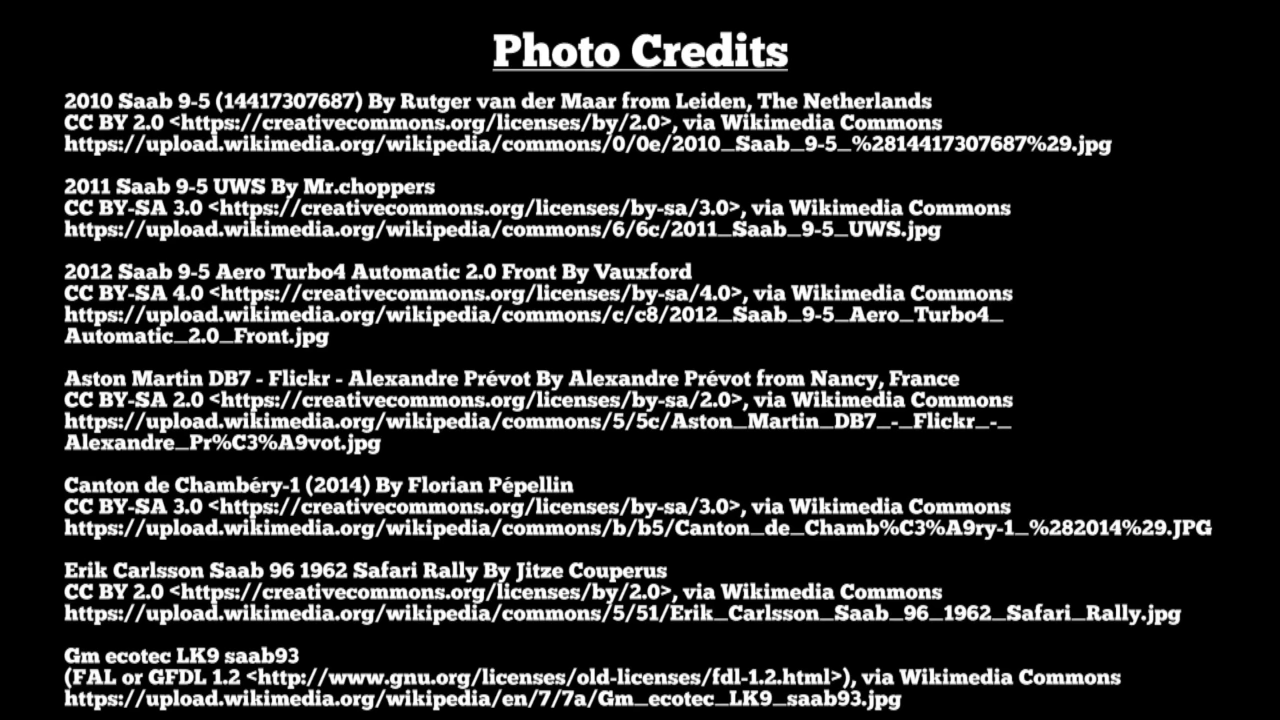 Photo Credits
2010 Saab 9-5 (14417307687) By Rutger van der Maar from Leiden, The Netherlands
CC BY 2.0 <https://creativecommons.org/licenses/by/2.0>, via Wikimedia Commons
https://upload.wikimedia.org/wikipedia/commons/0/0e/2010_Saab_9-5_%2814417307687%29.jpg
2011 Saab 9-5 UWS By Mr.choppers
CC BY-SA 3.0 <https://creativecommons.org/licenses/by-sa/3.0>, via Wikimedia Commons
https://upload.wikimedia.org/wikipedia/commons/6/6c/2011_Saab_9-5_UWS.jpg
2012 Saab 9-5 Aero Turbo4 Automatic 2.0 Front By Vauxford
CC BY-SA 4.0 <https://creativecommons.org/licenses/by-sa/4.0>, via Wikimedia Commons
https://upload.wikimedia.org/wikipedia/commons/c/c8/2012_Saab_9-5_Aero_Turbo4_
Automatic_2.0_Front.jpg
Aston Martin DB7 - Flickr - Alexandre Prévot By Alexandre Prévot from Nancy, France
CC BY-SA 2.0 <https://creativecommons.org/licenses/by-sa/2.0>, via Wikimedia Commons
https://upload.wikimedia.org/wikipedia/commons/5/5c/Aston_Martin_DB7_-_Flickr_-_
Alexandre_Pr%C3%A9vot.jpg
Canton de Chambéry-1 (2014) By Florian Pépellin
CC BY-SA 3.0 <https://creativecommons.org/licenses/by-sa/3.0>, via Wikimedia Commons
https://upload.wikimedia.org/wikipedia/commons/b/b5/Canton_de_Chamb%C3%A9ry-1_%282014%29.JPG
Erik Carlsson Saab 96 1962 Safari Rally By Jitze Couperus
CC BY 2.0 <https://creativecommons.org/licenses/by/2.0>, via Wikimedia Commons
https://upload.wikimedia.org/wikipedia/commons/5/51/Erik_Carlsson_Saab_96_1962_Safari_Rally.jpg
Gm ecotec LK9 saab93
(FAL or GFDL 1.2 <http://www.gnu.org/licenses/old-licenses/fdl-1.2.html>), via Wikimedia Commons
https://upload.wikimedia.org/wikipedia/en/7/7a/Gm_ecotec_LK9_saab93.jpg